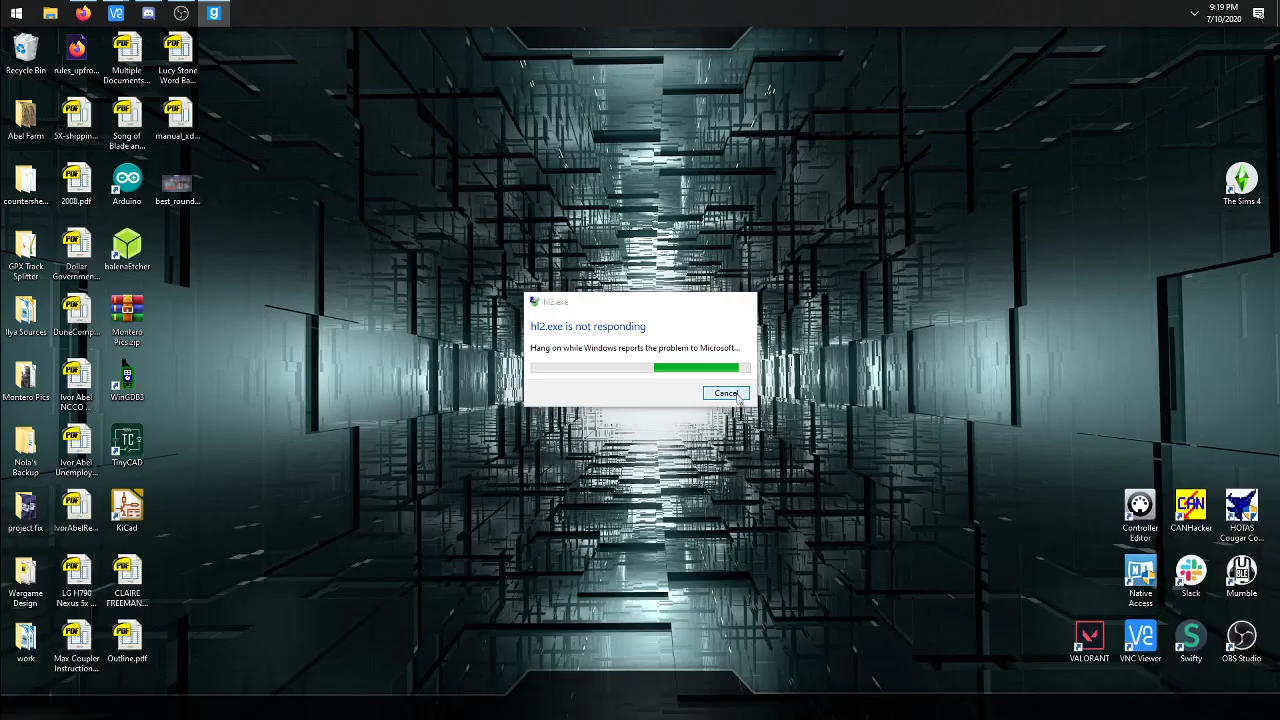 9:19 PM
7/10/2020
Recycle Bin
rules_upfro...
Multiple
Documents...
Lucy Stone
Word Ba...
Abel Farm
5X-shippin...
Song of
Blade an...
manual_xd...
countershe...
2008.pdf
Arduino
best_round...
The Sims 4
GPX Track
Splitter
Dollar
Governmen...
balenaEtcher
Ilya Sources
DuneComp...
Montero
Pics.zip
hl2.exe
hl2.exe is not responding
Hang on while Windows reports the problem to Microsoft...
Cancel
Montero Pics
Ivor Abel
NCCO ...
WinGDB3
Nola's
Backup
Ivor Abel
Unemploy...
TinyCAD
project fix
IvorAbelRe...
KiCad
Controller
Editor
CANHacker
HOTAS
Cougar Co...
Wargame
Design
LG H790
Nexus 5x ...
CLAIRE
FREEMAN...
Native
Access
Slack
Mumble
work
Max Coupler
Instruction...
Outline.pdf
VALORANT
VNC Viewer
Swifty
OBS Studio